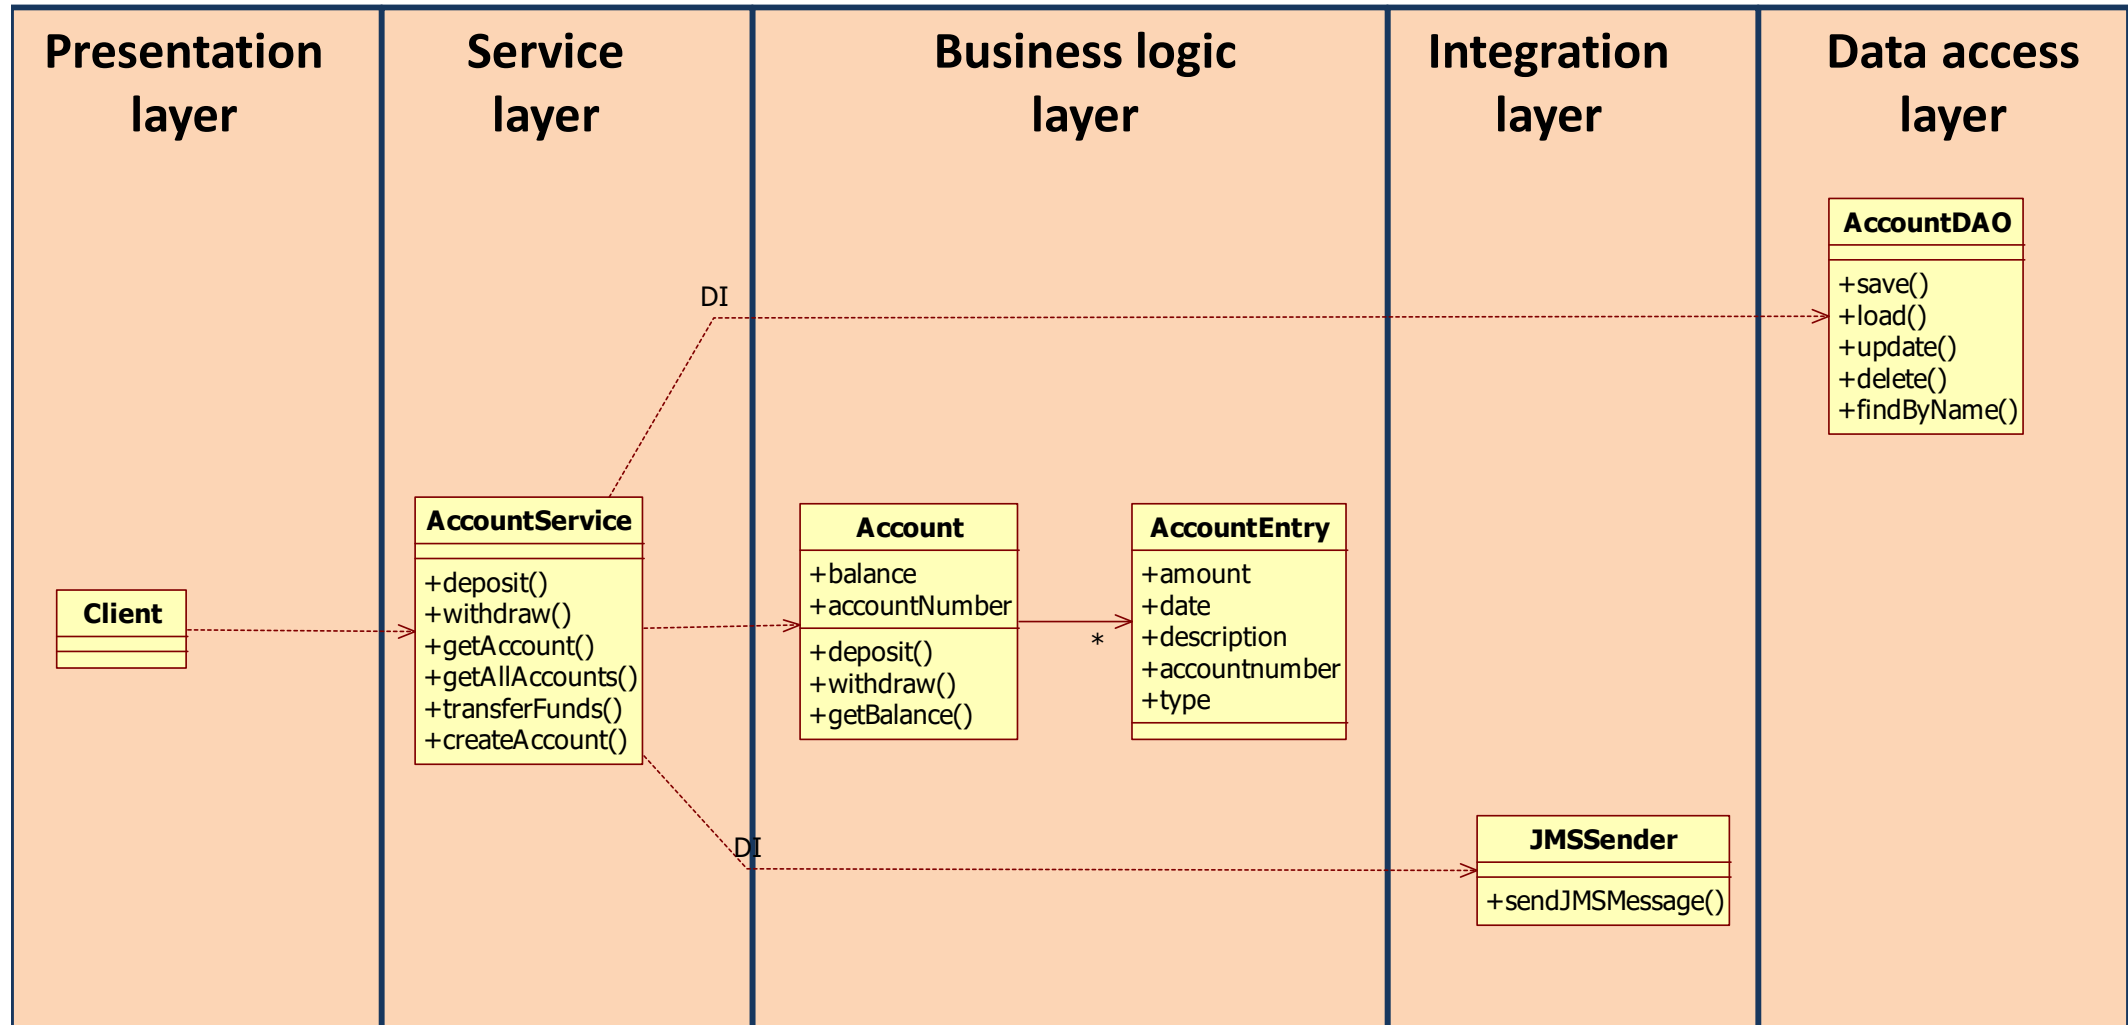 Presentation
layer
Service
layer
Business logic
layer
Integration
layer
Data access
layer
AccountDAO
+save()
+load()
+update()
+delete()
+findByName()
DI
Client
AccountService
+deposit()
+withdraw()
+getAccount()
+getAllAccounts()
+transferFunds()
+createAccount()
Account
+balance
+accountNumber
+deposit()
+withdraw()
+getBalance()
*
AccountEntry
+amount
+date
+description
+accountnumber
+type
DI
JMSSender
+sendJMSMessage()